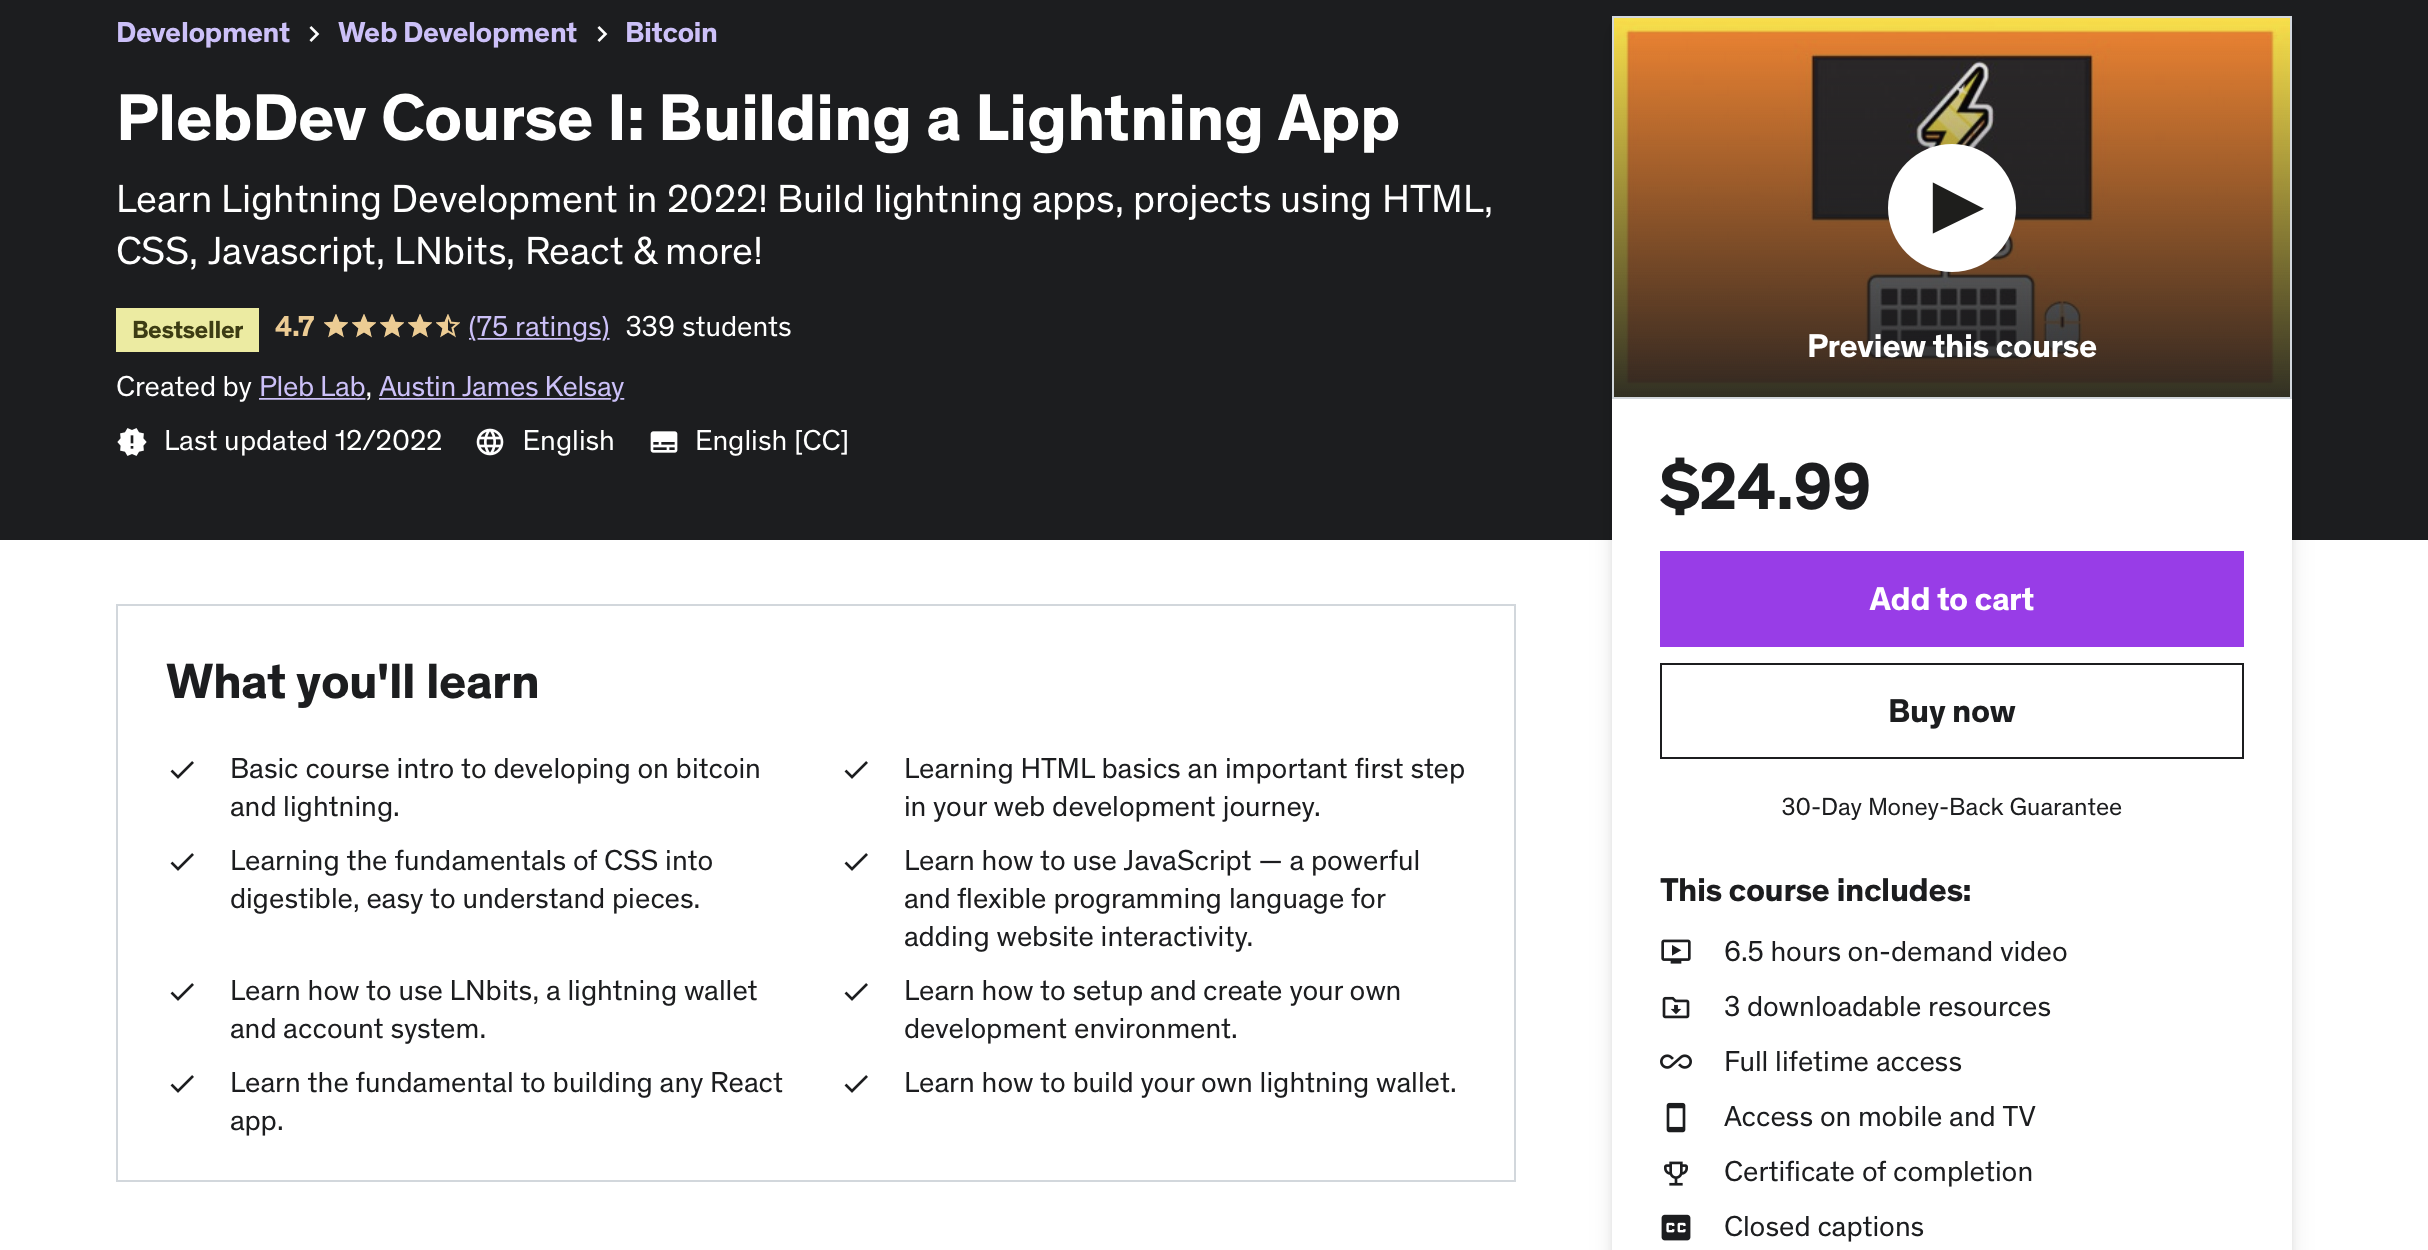 Development > Web Development > Bitcoin
PlebDev Course I: Building a Lightning App
Learn Lightning Development in 2022! Build lightning apps, projects using HTML,
CSS, Javascript, LNbits, React & more!
Bestseller 4.7 (75 ratings) 339 students
Created by Pleb Lab, Austin James Kelsay
Last updated 12/2022 English English [CC]
What you'll learn
Basic course intro to developing on bitcoin
and lightning.
Learning HTML basics an important first step
in your web development journey.
Learning the fundamentals of CSS into
digestible, easy to understand pieces.
Learn how to use JavaScript — a powerful
and flexible programming language for
adding website interactivity.
Learn how to use LNbits, a lightning wallet
and account system.
Learn how to setup and create your own
development environment.
Learn the fundamental to building any React
app.
Learn how to build your own lightning wallet.
Preview this course
$24.99
Add to cart
Buy now
30-Day Money-Back Guarantee
This course includes:
6.5 hours on-demand video
3 downloadable resources
Full lifetime access
Access on mobile and TV
Certificate of completion
CC Closed captions